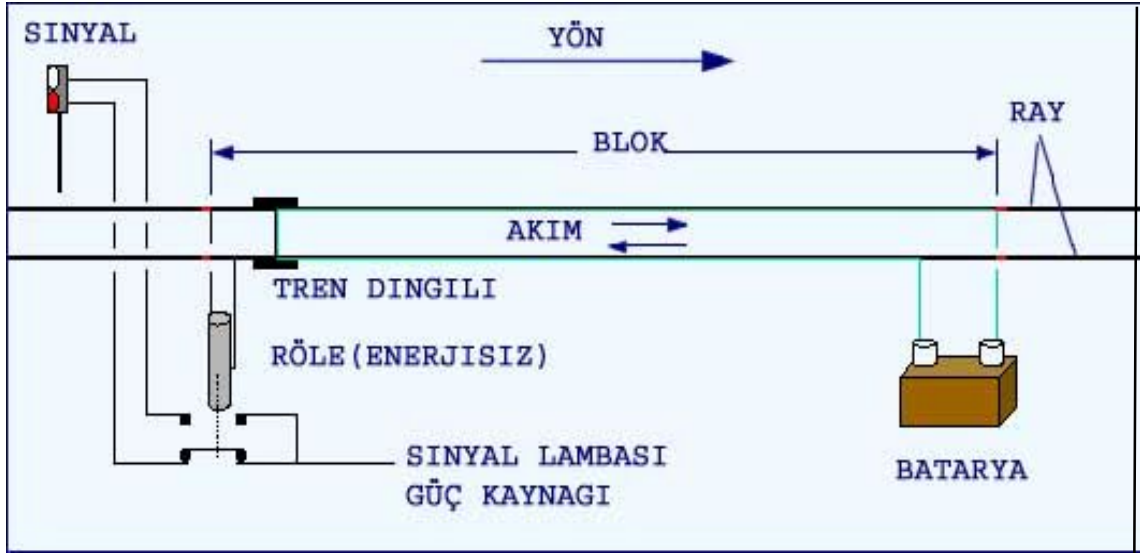 SINYAL
YÖN
RAY
BLOK
AKIM
TREN DINGILI
RÖLE(ENERJISIZ)
SINYAL LAMBASI
GÜÇ KAYNAGI
BATARYA